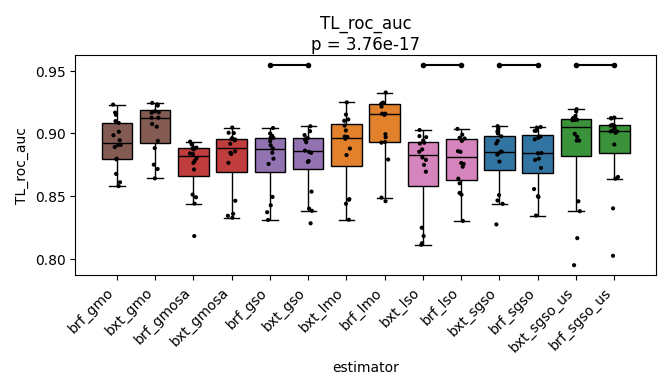 TL_roc_auc
p = 3.76e-17
TL_roc_auc
0.95
0.90
0.85
0.80
brf_gmo
bxt_gmo
brf_gmosa
bxt_gmosa
brf_gso
bxt_gso
bxt_lmo
brf_lmo
bxt_lso
brf_lso
bxt_sgso
brf_sgso
bxt_sgso_us
brf_sgso_us
estimator